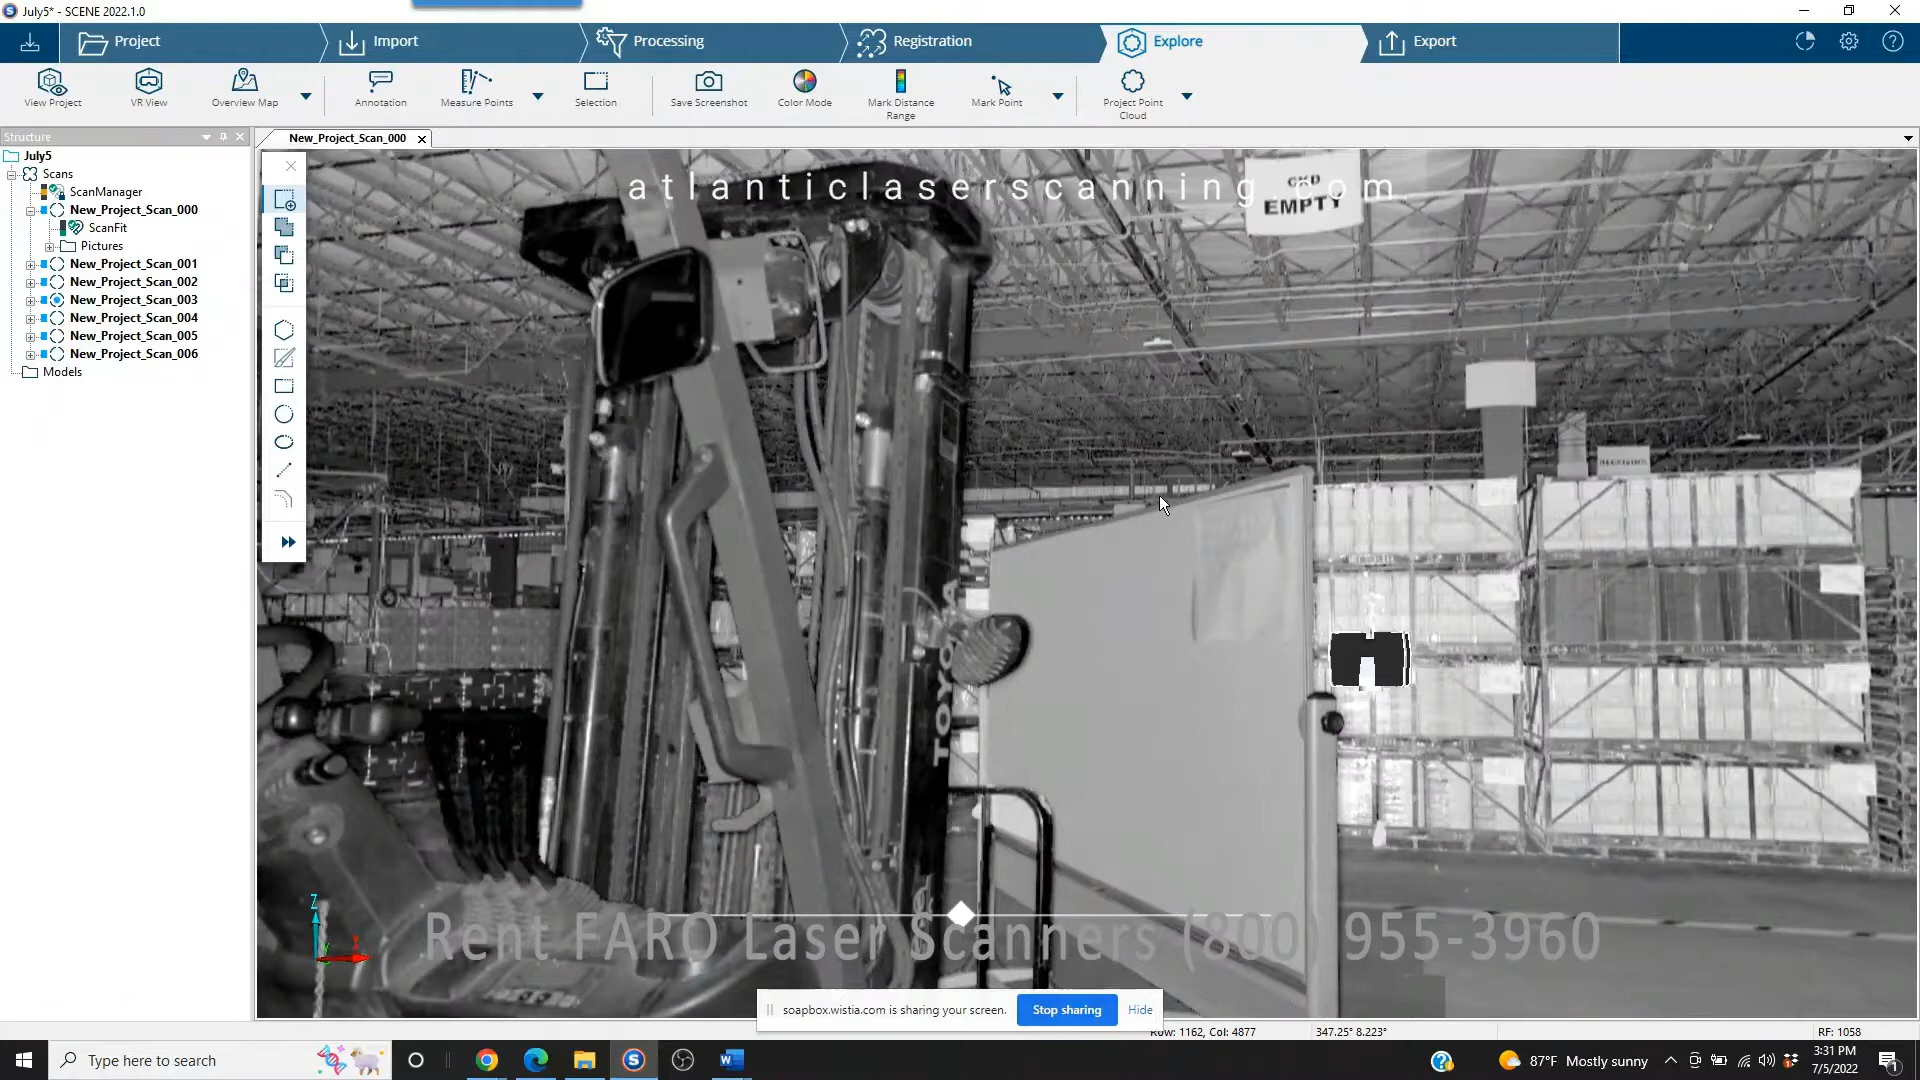 July5* - SCENE 2022.1.0
Project
Import
Processing
Registration
Explore
Export
View Project
VR View
Overview Map
Annotation
Measure Points
Selection
Save Screenshot
Color Mode
Mark Distance Range
Mark Point
Project Point Cloud
Structure
New_Project_Scan_000
July5
Scans
ScanManager
New_Project_Scan_000
ScanFit
Pictures
New_Project_Scan_001
New_Project_Scan_002
New_Project_Scan_003
New_Project_Scan_004
New_Project_Scan_005
New_Project_Scan_006
Models
atlanticlaserscanning.com
CKD
EMPTY
TOYOTA
Z
X
Rent FARO Laser Scanners (800) 955-3960
soapbox.wistia.com is sharing your screen.
Stop sharing
Hide
Row: 1162, Col: 4877
347.25° 8.223°
RF: 1058
Type here to search
87°F Mostly sunny
3:31 PM
7/5/2022
1